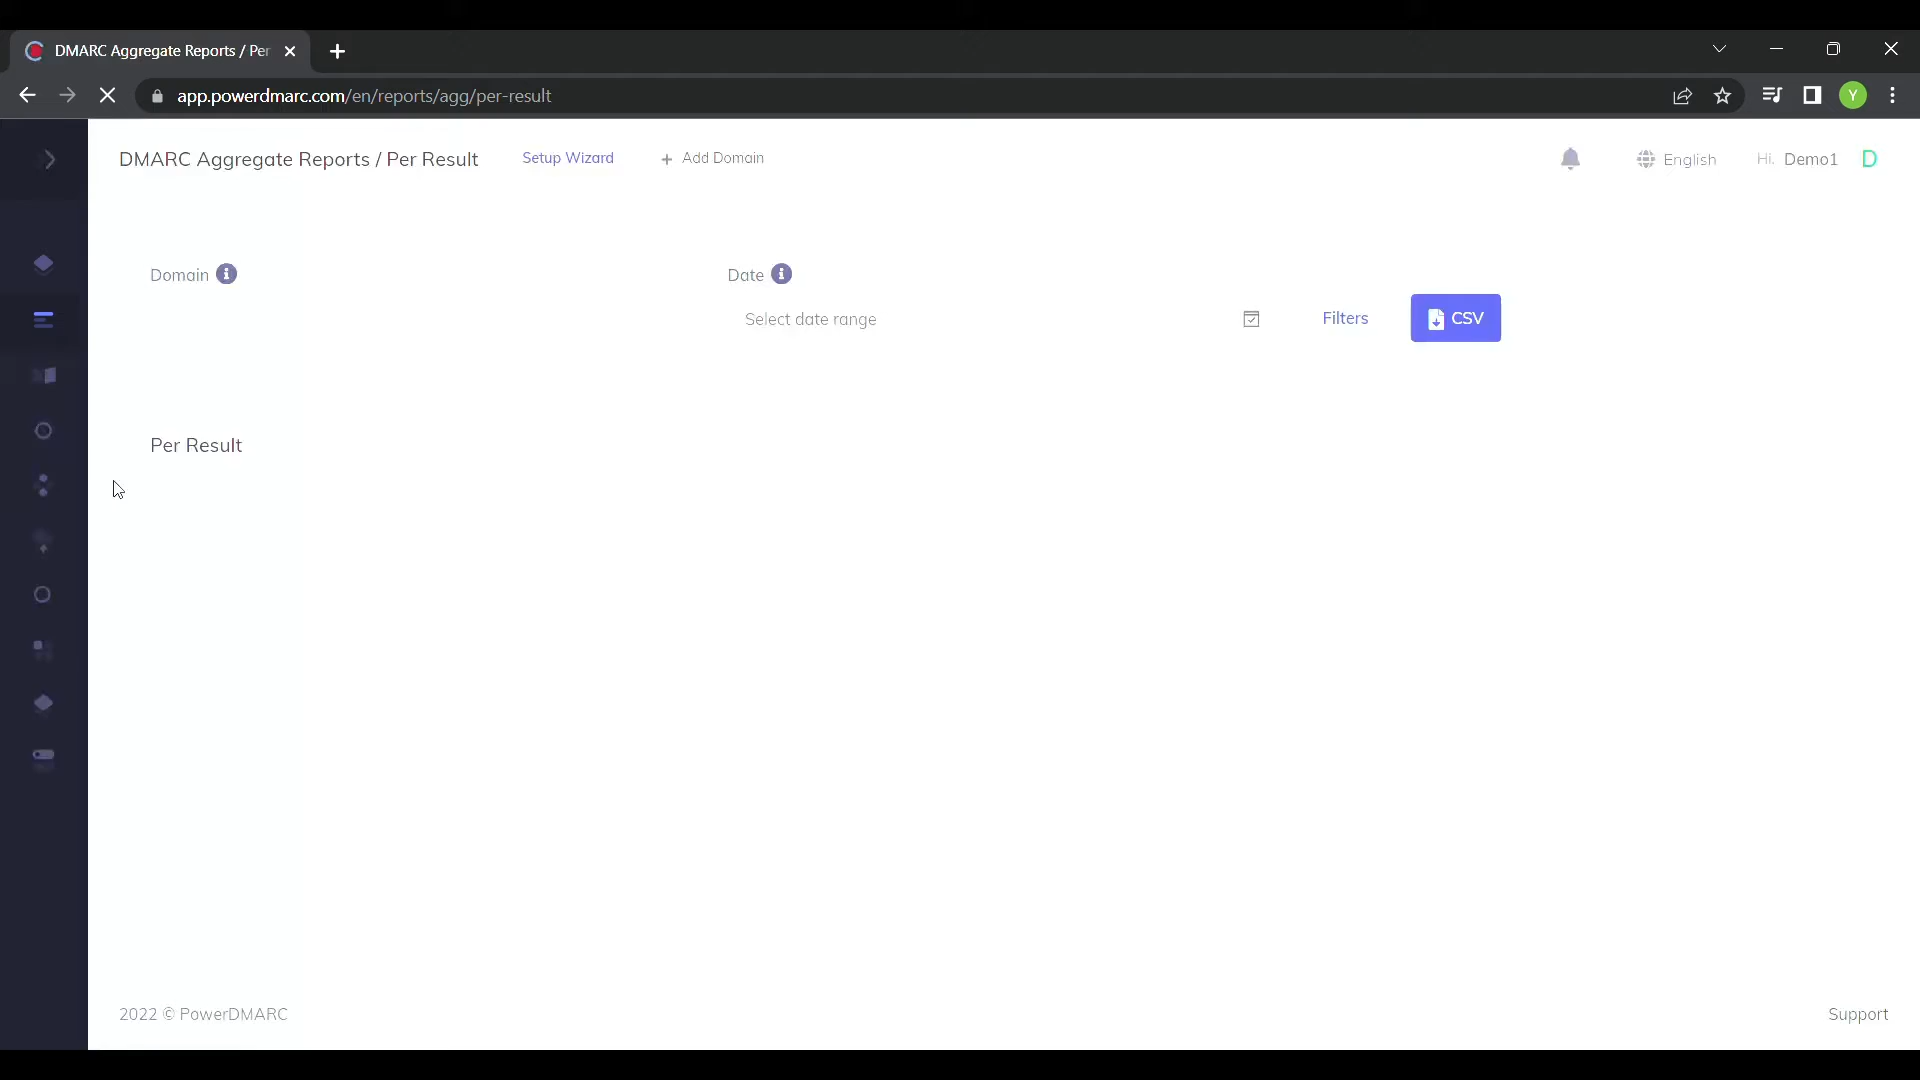 DMARC Aggregate Reports / Per
app.powerdmarc.com/en/reports/agg/per-result
Y
DMARC Aggregate Reports / Per Result
Setup Wizard
+ Add Domain
English
Hi. Demo1
D
Domain
Date
Select date range
Filters
CSV
Per Result
2022 © PowerDMARC
Support